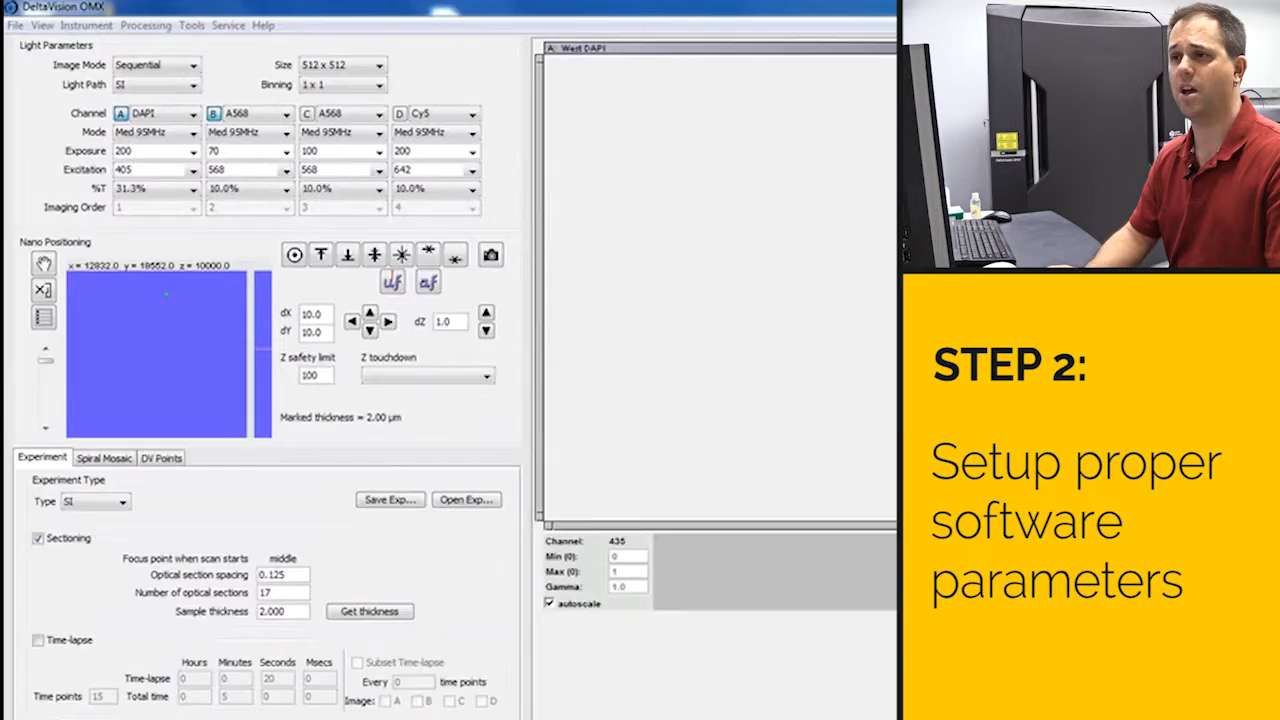 DeltaVision OMX
File View Instrument Processing Tools Service Help
Light Parameters
Image Mode Sequential Size 512 x 512
Light Path SI Binning 1 x 1
Channel A DAPI B A568 C A568 D Cy5
Mode Med 95MHz Med 95MHz Med 95MHz Med 95MHz
Exposure 200 70 100 200
Excitation 405 568 568 642
%T 31.3% 10.0% 10.0% 10.0%
Imaging Order 1 2 3 4
Nano Positioning
x = 12832.0 y = 18552.0 z = 10000.0
uf af
dX 10.0
dY 10.0
dZ 1.0
Z safety limit Z touchdown
100
Marked thickness = 2.00 µm
Experiment Spiral Mosaic DV Points
Experiment Type
Type SI Save Exp... Open Exp...
Sectioning
Focus point when scan starts middle
Optical section spacing 0.125
Number of optical sections 17
Sample thickness 2.000 Get thickness
Time-lapse
Hours Minutes Seconds Msecs
Subset Time-lapse
Time-lapse 0 0 20 0
Every 0 time points
Time points 15 Total time 0 5 0 0
Image: A B C D
A: West DAPI
Channel: 435
Min (0): 0
Max (0): 1
Gamma: 1.0
autoscale
STEP 2:
Setup proper
software
parameters